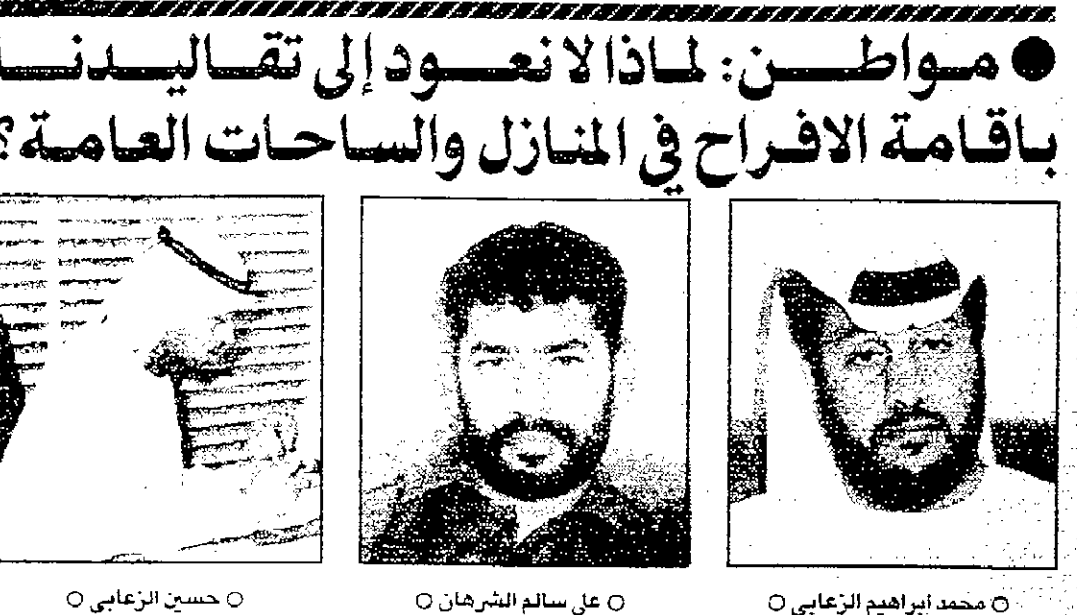 ● مواطن: لماذا لا نعود إلى تقاليدنا
باقامة الافراح في المنازل والساحات العامة؟
○ محمد ابراهيم الزعابي ○
○ علي سالم الشرهان ○
○ حسين الزعابي ○